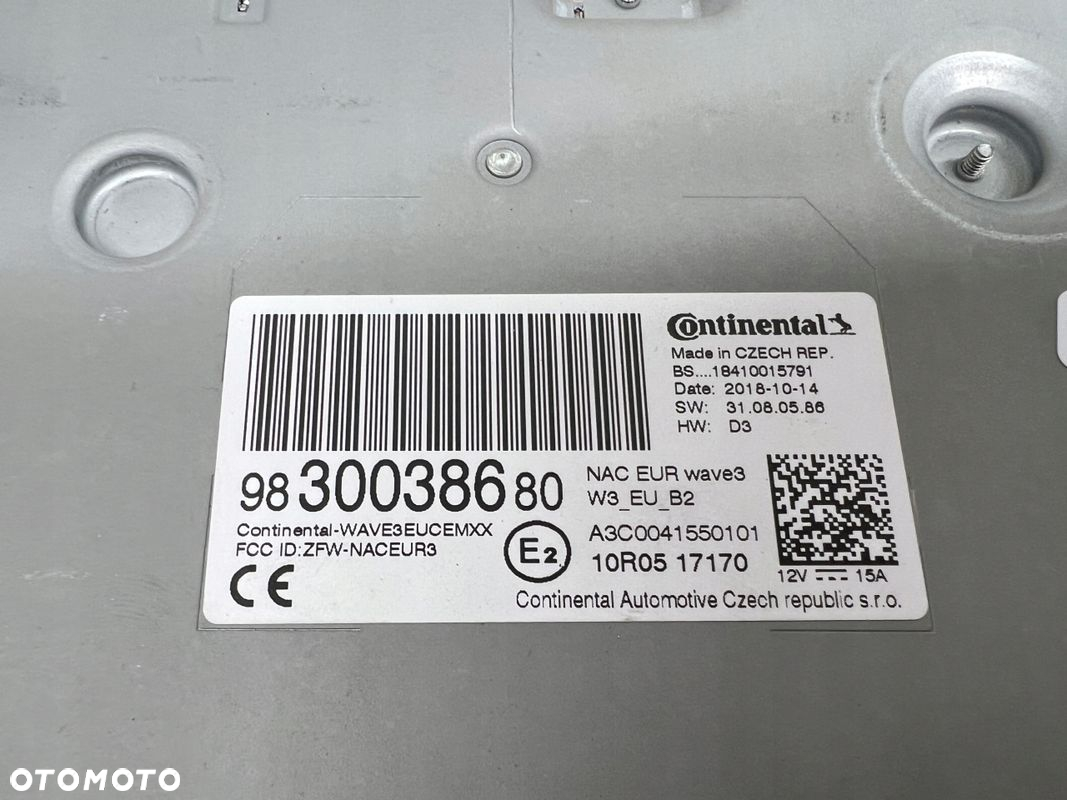 Continental
Made in CZECH REP.
BS....18410015791
Date: 2018-10-14
SW: 31.08.05.86
HW: D3
98 300386 80
NAC EUR wave3
W3_EU_B2
Continental-WAVE3EUCEMXX
FCC ID:ZFW-NACEUR3
E2
A3C0041550101
10R05 17170
12V 15A
CE
Continental Automotive Czech republic s.r.o.
OTOMOTO